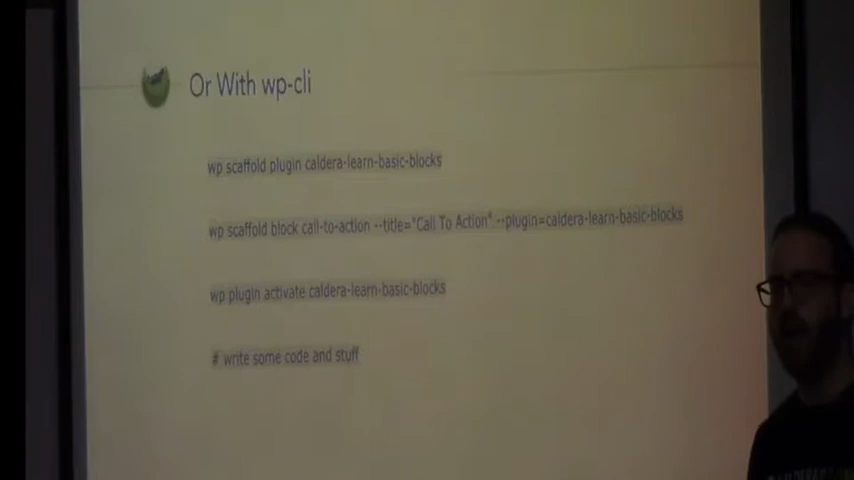 Or With wp-cli
wp scaffold plugin caldera-learn-basic-blocks
wp scaffold block call-to-action --title="Call To Action" --plugin=caldera-learn-basic-blocks
wp plugin activate caldera-learn-basic-blocks
# write some code and stuff